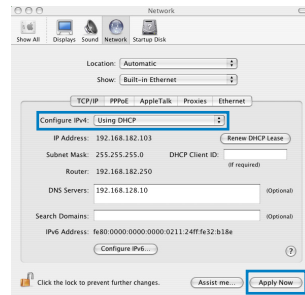 Network
Show All Displays Sound Network Startup Disk
Location: Automatic
Show: Built-in Ethernet
TCP/IP PPPoE AppleTalk Proxies Ethernet
Configure IPv4: Using DHCP
IP Address: 192.168.182.103 Renew DHCP Lease
Subnet Mask: 255.255.255.0 DHCP Client ID:
(If required)
Router: 192.168.182.250
DNS Servers: 192.168.128.10 (Optional)
Search Domains: (Optional)
IPv6 Address: fe80:0000:0000:0000:0211:24ff:fe32:b18e
Configure IPv6... ?
Click the lock to prevent further changes. Assist me... Apply Now